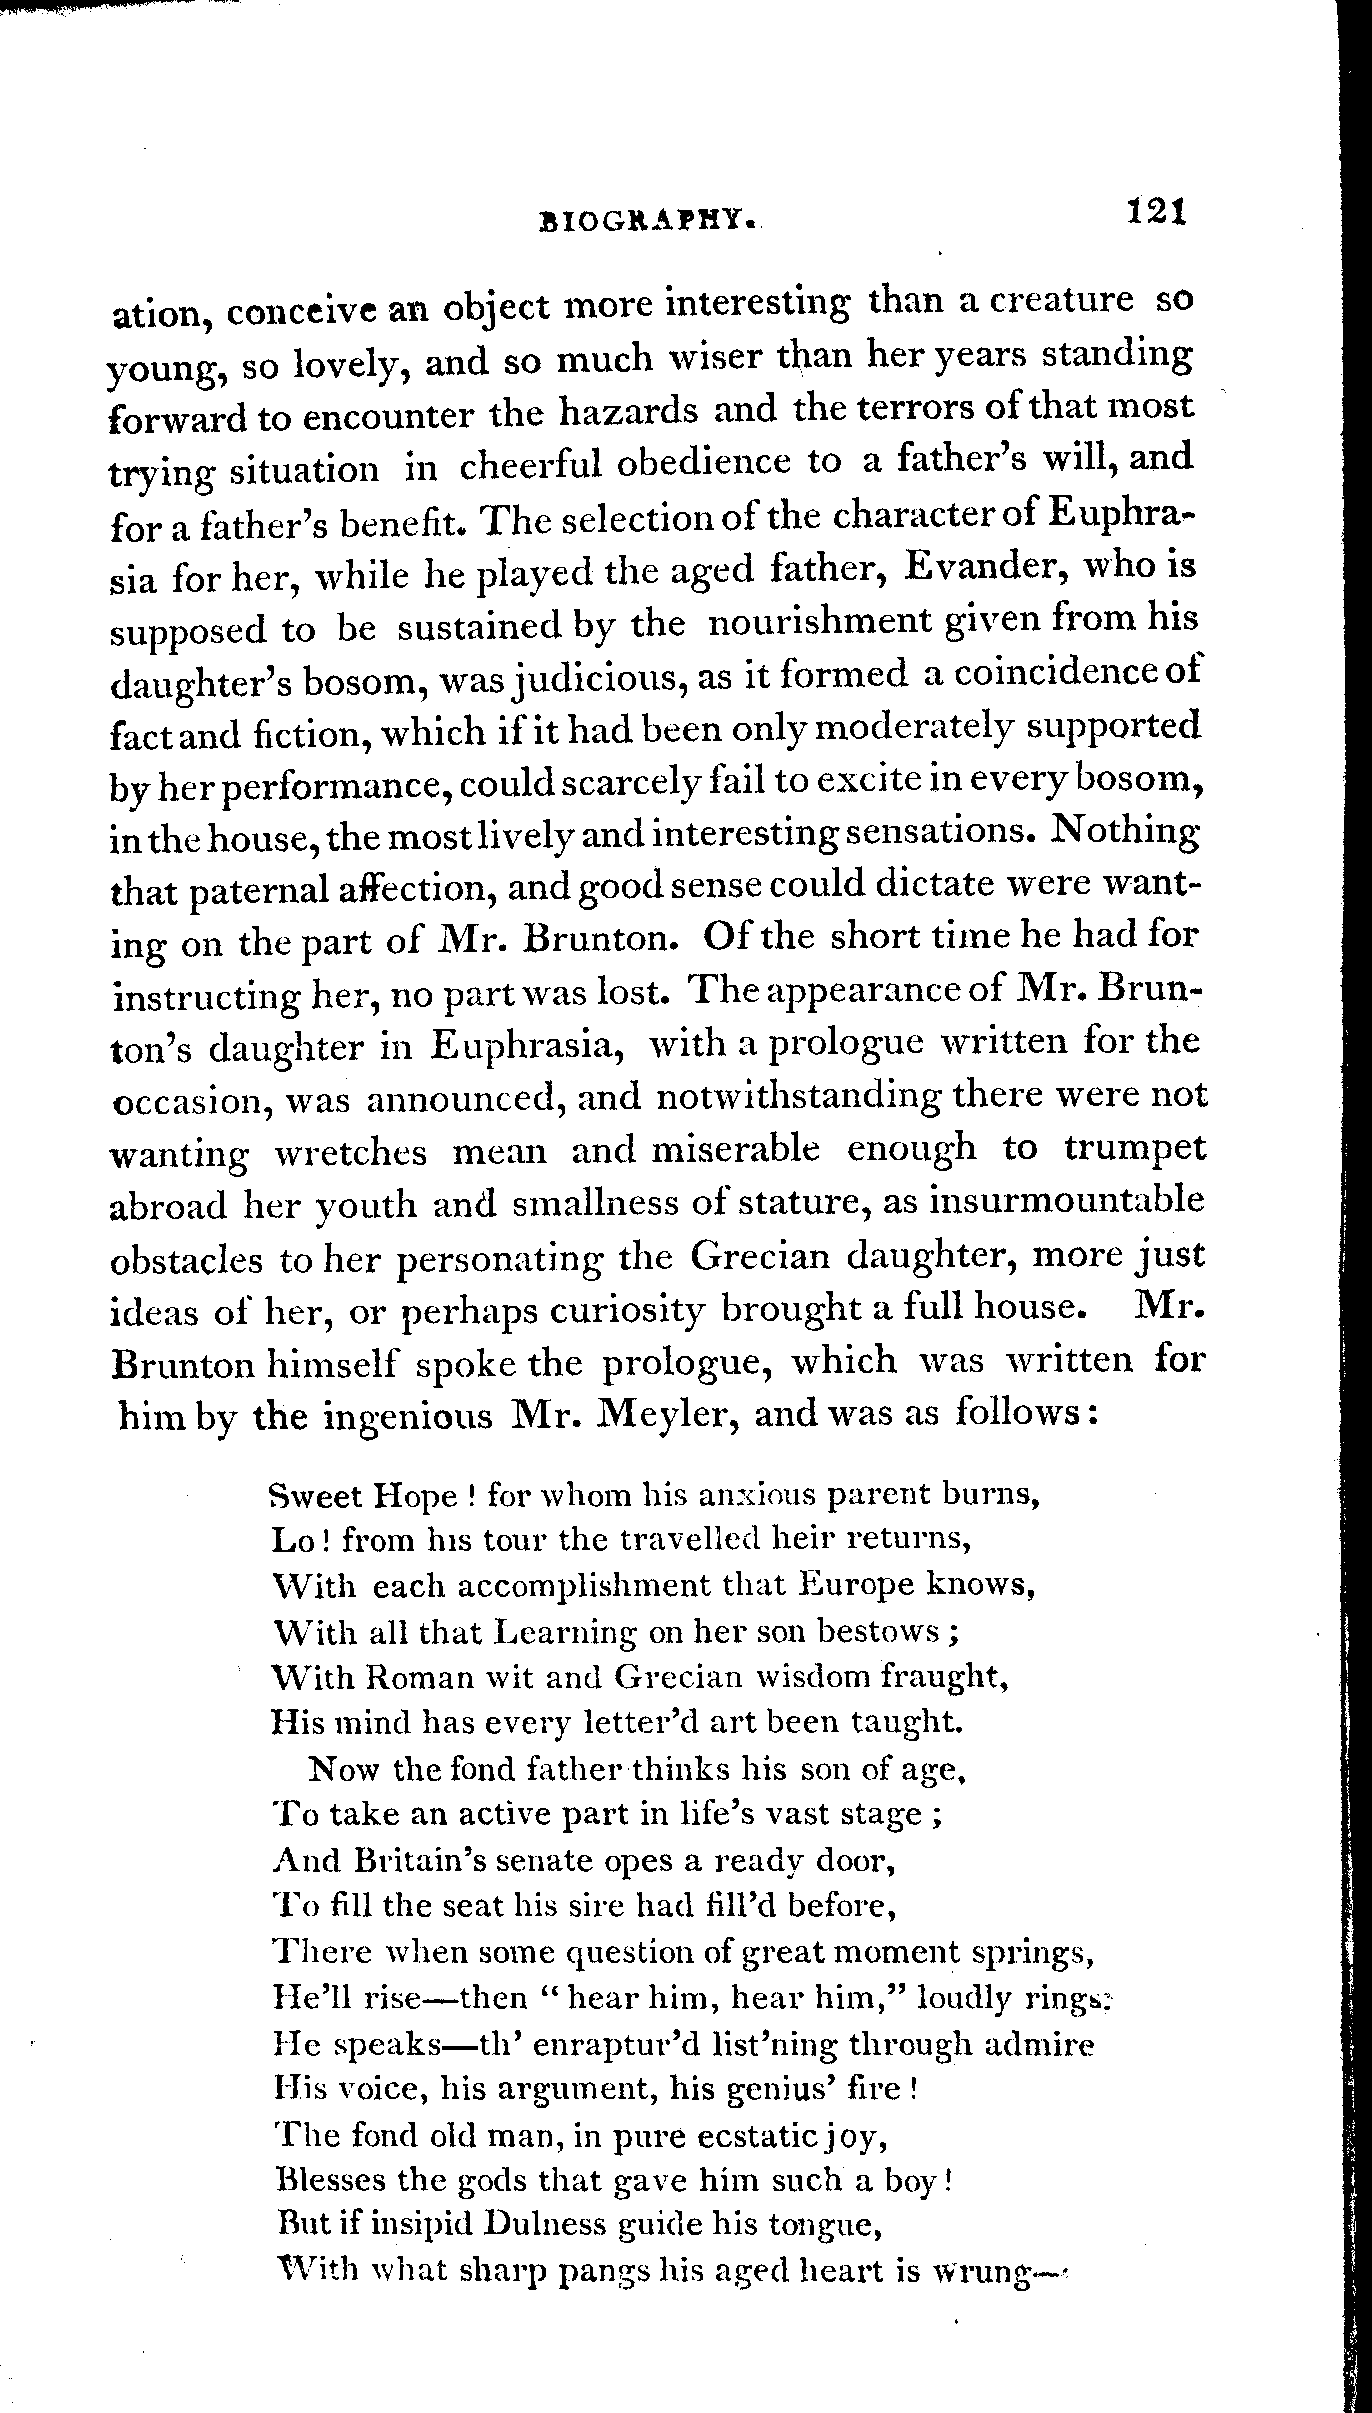 BIOGRAPHY. 121
ation, conceive an object more interesting than a creature so
young, so lovely, and so much wiser than her years standing
forward to encounter the hazards and the terrors of that most
trying situation in cheerful obedience to a father's will, and
for a father's benefit. The selection of the character of Euphra-
sia for her, while he played the aged father, Evander, who is
supposed to be sustained by the nourishment given from his
daughter's bosom, was judicious, as it formed a coincidence of
fact and fiction, which if it had been only moderately supported
by her performance, could scarcely fail to excite in every bosom,
in the house, the most lively and interesting sensations. Nothing
that paternal affection, and good sense could dictate were want-
ing on the part of Mr. Brunton. Of the short time he had for
instructing her, no part was lost. The appearance of Mr. Brun-
ton's daughter in Euphrasia, with a prologue written for the
occasion, was announced, and notwithstanding there were not
wanting wretches mean and miserable enough to trumpet
abroad her youth and smallness of stature, as insurmountable
obstacles to her personating the Grecian daughter, more just
ideas of her, or perhaps curiosity brought a full house. Mr.
Brunton himself spoke the prologue, which was written for
him by the ingenious Mr. Meyler, and was as follows:
Sweet Hope ! for whom his anxious parent burns,
Lo! from his tour the travelled heir returns,
With each accomplishment that Europe knows,
With all that Learning on her son bestows ;
With Roman wit and Grecian wisdom fraught,
His mind has every letter'd art been taught.
Now the fond father thinks his son of age,
To take an active part in life's vast stage ;
And Britain's senate opes a ready door,
To fill the seat his sire had fill'd before,
There when some question of great moment springs,
He'll rise—then "hear him, hear him," loudly rings:
He speaks—th' enraptur'd list'ning through admire
His voice, his argument, his genius' fire !
The fond old man, in pure ecstatic joy,
Blesses the gods that gave him such a boy!
But if insipid Dulness guide his tongue,
With what sharp pangs his aged heart is wrung—